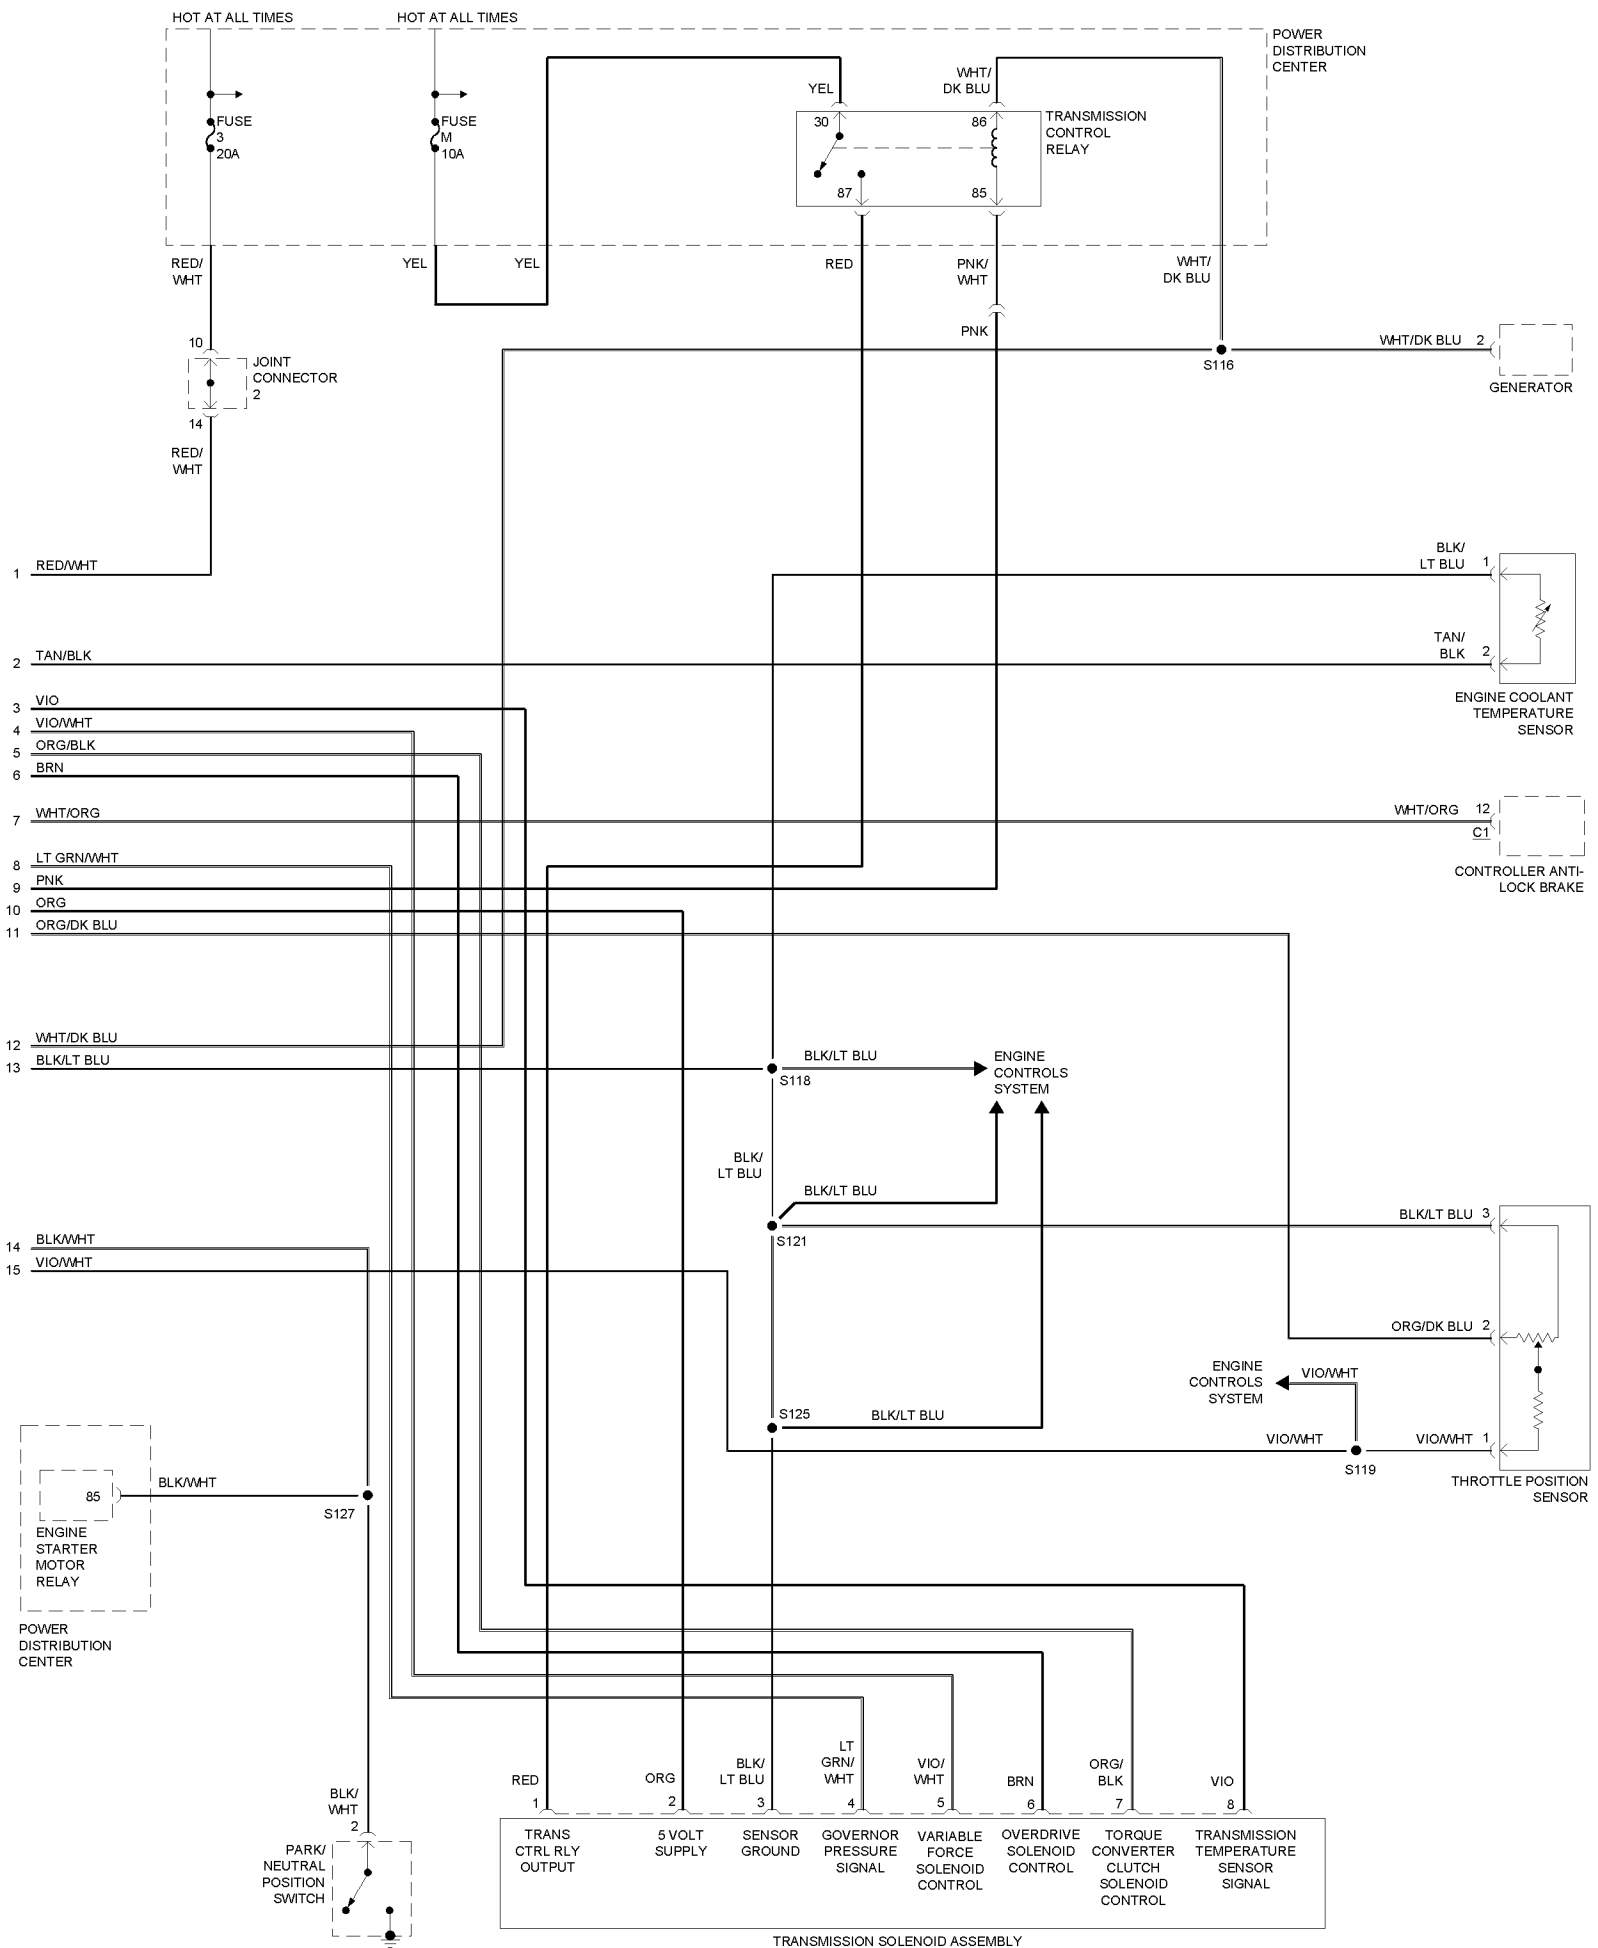 HOT AT ALL TIMES
HOT AT ALL TIMES
POWER
DISTRIBUTION
CENTER
FUSE
3
20A
FUSE
M
10A
YEL
WHT/
DK BLU
30
86
87
85
TRANSMISSION
CONTROL
RELAY
RED/
WHT
YEL
YEL
RED
PNK/
WHT
WHT/
DK BLU
PNK
10
JOINT
CONNECTOR
2
14
RED/
WHT
S116
WHT/DK BLU 2
GENERATOR
1 RED/WHT
BLK/
LT BLU
1
TAN/
BLK
2
ENGINE COOLANT
TEMPERATURE
SENSOR
2 TAN/BLK
3 VIO
4 VIO/WHT
5 ORG/BLK
6 BRN
7 WHT/ORG
WHT/ORG 12
C1
CONTROLLER ANTI-
LOCK BRAKE
8 LT GRN/WHT
9 PNK
10 ORG
11 ORG/DK BLU
12 WHT/DK BLU
13 BLK/LT BLU
BLK/LT BLU
S118
ENGINE
CONTROLS
SYSTEM
BLK/
LT BLU
BLK/LT BLU
S121
BLK/LT BLU 3
14 BLK/WHT
15 VIO/WHT
ORG/DK BLU 2
ENGINE
CONTROLS
SYSTEM
VIO/WHT
S125
BLK/LT BLU
VIO/WHT
S119
VIO/WHT 1
THROTTLE POSITION
SENSOR
85
BLK/WHT
S127
ENGINE
STARTER
MOTOR
RELAY
POWER
DISTRIBUTION
CENTER
BLK/
WHT
2
PARK/
NEUTRAL
POSITION
SWITCH
RED
1
ORG
2
BLK/
LT BLU
3
LT
GRN/
WHT
4
VIO/
WHT
5
BRN
6
ORG/
BLK
7
VIO
8
TRANS
CTRL RLY
OUTPUT
5 VOLT
SUPPLY
SENSOR
GROUND
GOVERNOR
PRESSURE
SIGNAL
VARIABLE
FORCE
SOLENOID
CONTROL
OVERDRIVE
SOLENOID
CONTROL
TORQUE
CONVERTER
CLUTCH
SOLENOID
CONTROL
TRANSMISSION
TEMPERATURE
SENSOR
SIGNAL
TRANSMISSION SOLENOID ASSEMBLY